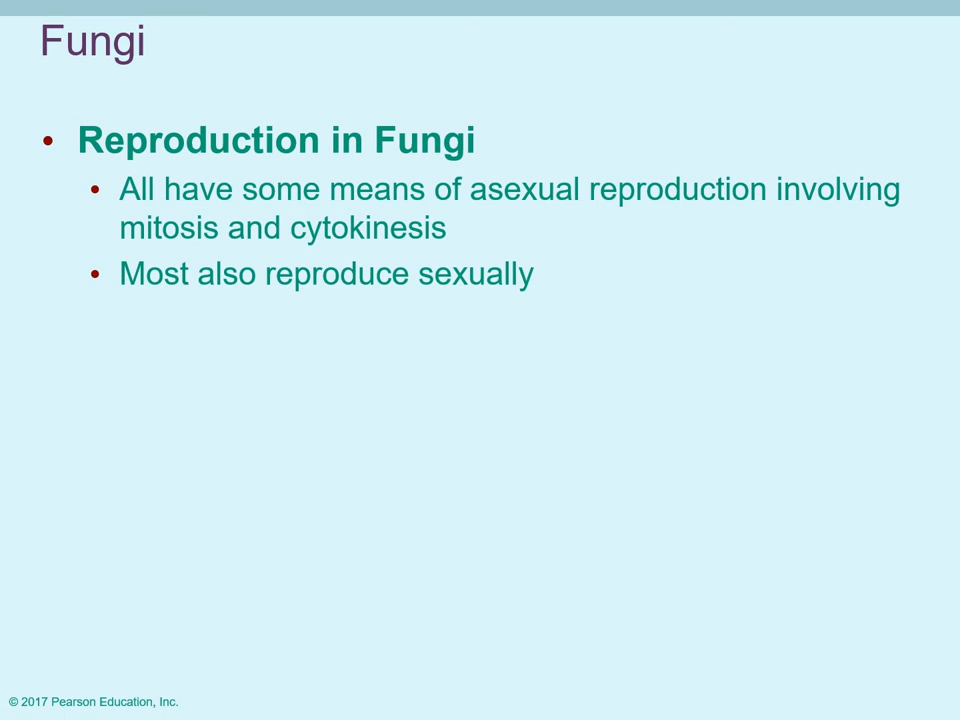 Fungi
• Reproduction in Fungi
• All have some means of asexual reproduction involving
mitosis and cytokinesis
• Most also reproduce sexually
© 2017 Pearson Education, Inc.